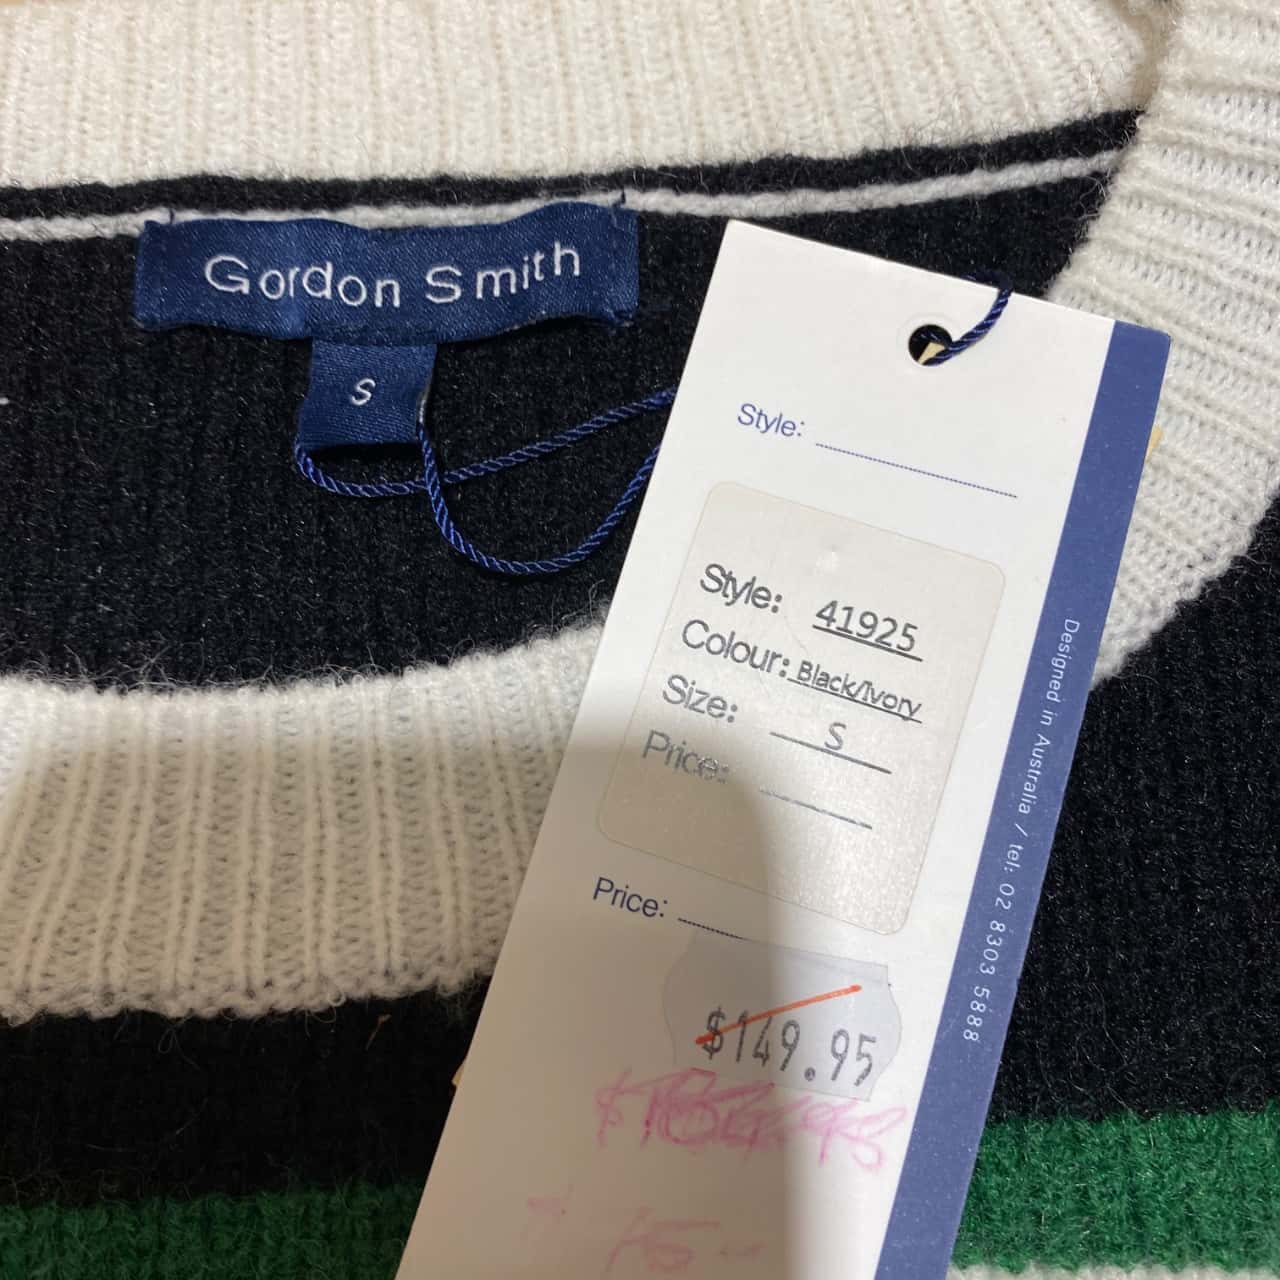 Gordon Smith
S
Style:
Style: 41925
Colour: Black/Ivory
Size: S
Price:
Price:
$149.95
Designed in Australia / tel: 02 8303 5888